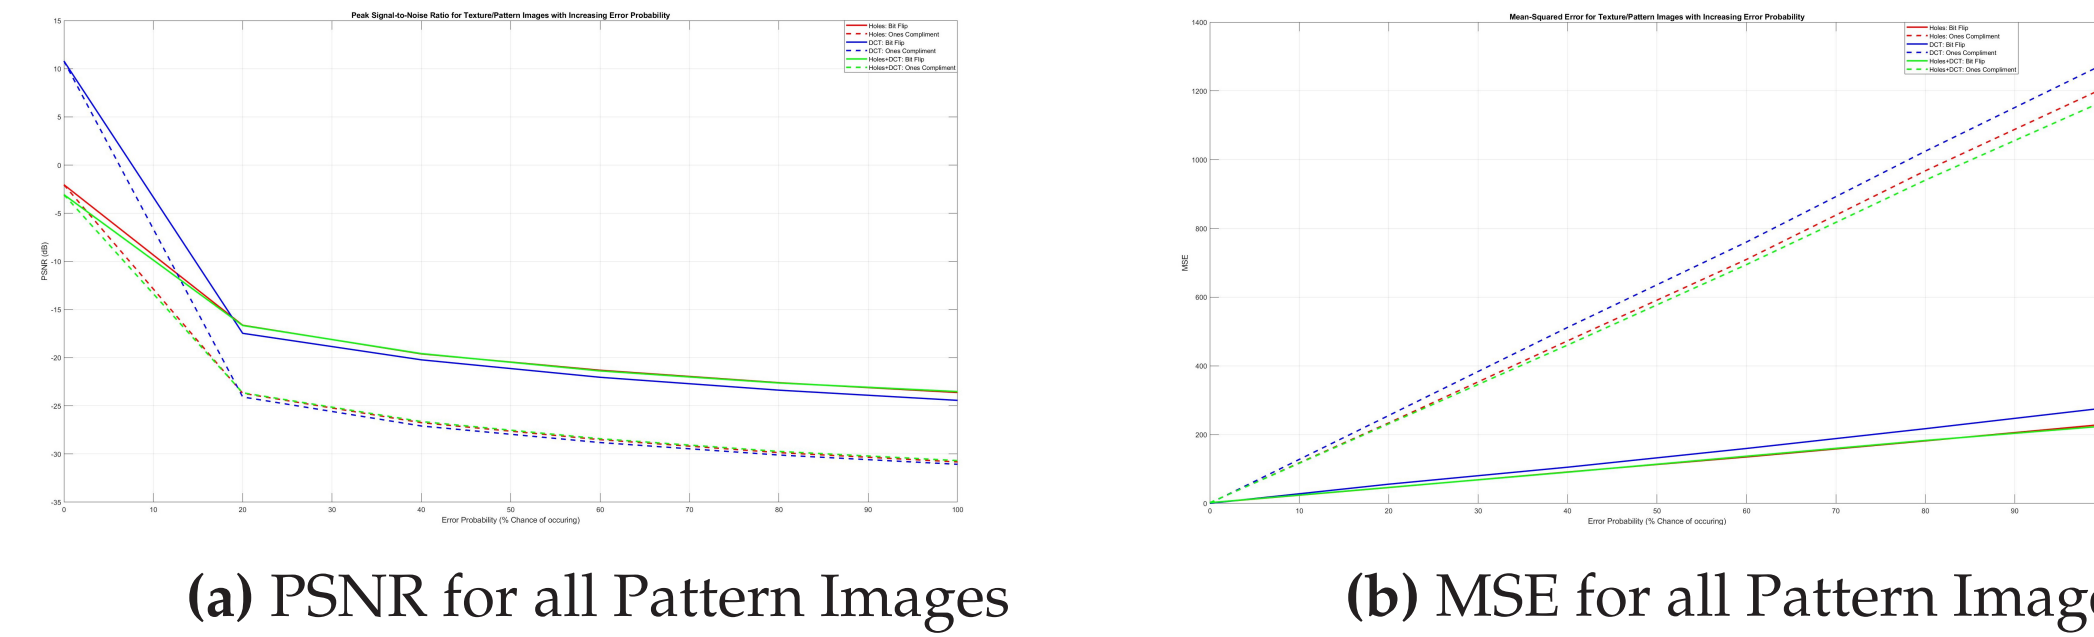 Peak Signal-to-Noise Ratio for Texture/Pattern Images with Increasing Error Probability
Holes: Bit Flip
Holes: Ones Compliment
DCT: Bit Flip
DCT: Ones Compliment
Holes+DCT: Bit Flip
Holes+DCT: Ones Compliment
15
10
5
0
-5
-10
-15
-20
-25
-30
-35
PSNR (dB)
0 10 20 30 40 50 60 70 80 90 100
Error Probability (% Chance of occuring)
(a) PSNR for all Pattern Images
Mean-Squared Error for Texture/Pattern Images with Increasing Error Probability
Holes: Bit Flip
Holes: Ones Compliment
DCT: Bit Flip
DCT: Ones Compliment
Holes+DCT: Bit Flip
Holes+DCT: Ones Compliment
1400
1200
1000
800
600
400
200
0
MSE
0 10 20 30 40 50 60 70 80 90
Error Probability (% Chance of occuring)
(b) MSE for all Pattern Imag